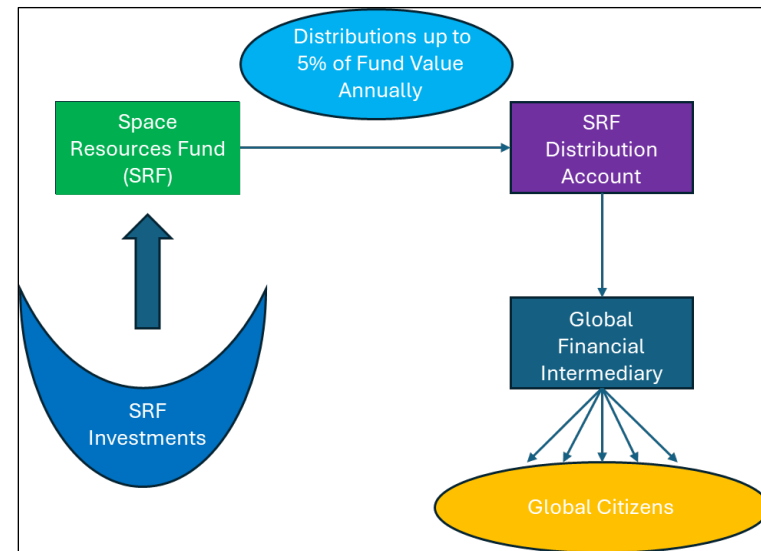 Distributions up to
5% of Fund Value
Annually
Space
Resources Fund
(SRF)
SRF
Distribution
Account
Global
Financial
Intermediary
SRF
Investments
Global Citizens